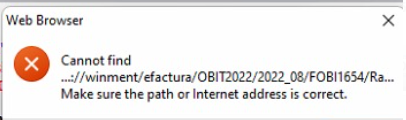 Web Browser
Cannot find
...://winment/efactura/OBIT2022/2022_08/FOBI1654/Ra...
Make sure the path or Internet address is correct.